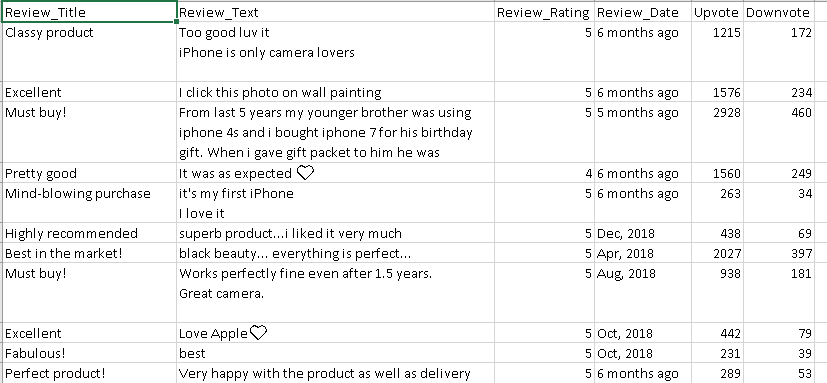 Review_Title Review_Text Review_Rating Review_Date Upvote Downvote
Classy product Too good luv it 5 6 months ago 1215 172
iPhone is only camera lovers
Excellent I click this photo on wall painting 5 6 months ago 1576 234
Must buy! From last 5 years my younger brother was using 5 5 months ago 2928 460
iphone 4s and i bought iphone 7 for his birthday
gift. When i gave gift packet to him he was
Pretty good It was as expected ♡ 4 6 months ago 1560 249
Mind-blowing purchase it's my first iPhone 5 6 months ago 263 34
I love it
Highly recommended superb product...i liked it very much 5 Dec, 2018 438 69
Best in the market! black beauty... everything is perfect... 5 Apr, 2018 2027 397
Must buy! Works perfectly fine even after 1.5 years. 5 Aug, 2018 938 181
Great camera.
Excellent Love Apple♡ 5 Oct, 2018 442 79
Fabulous! best 5 Oct, 2018 231 39
Perfect product! Very happy with the product as well as delivery 5 6 months ago 289 53